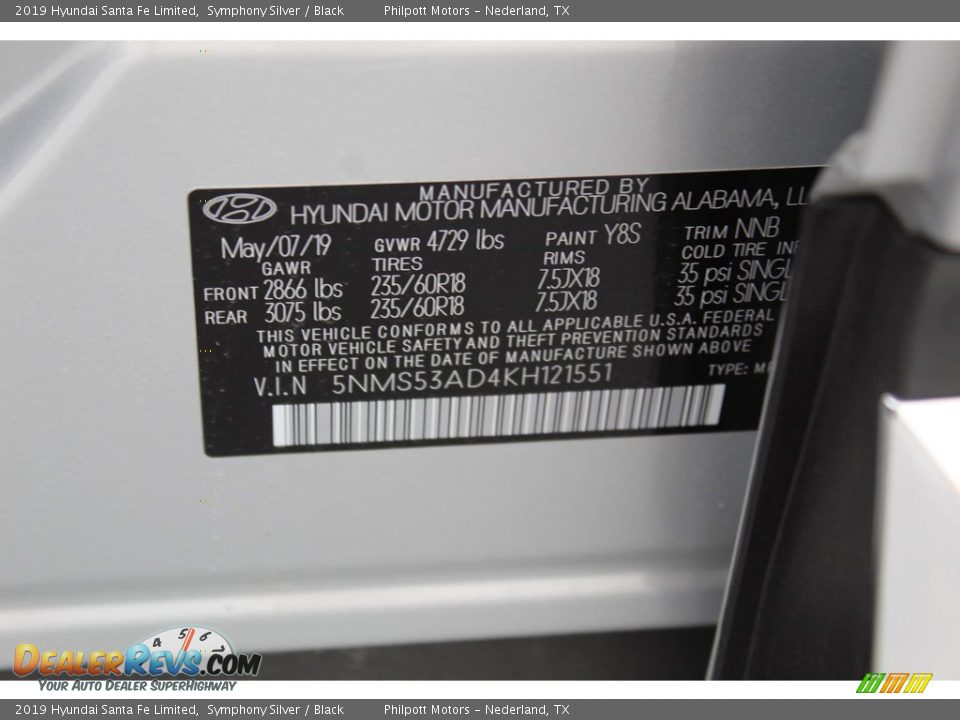 2019 Hyundai Santa Fe Limited, Symphony Silver / Black Philpott Motors - Nederland, TX
MANUFACTURED BY
HYUNDAI MOTOR MANUFACTURING ALABAMA,
May/07/19 GVWR 4729 lbs PAINT Y8S TRIM NNB
GAWR TIRES RIMS COLD TIRE
FRONT 2866 lbs 235/60R18 7.5JX18 35 psi
REAR 3075 lbs 235/60R18 7.5JX18 35 psi
THIS VEHICLE CONFORMS TO ALL APPLICABLE U.S.A. FEDERAL
MOTOR VEHICLE SAFETY AND THEFT PREVENTION STANDARDS
IN EFFECT ON THE DATE OF MANUFACTURE SHOWN ABOVE
V.I.N 5NMS53AD4KH121551 TYPE:
4 5 6 7
DEALERREVS.COM
YOUR AUTO DEALER SUPERHIGHWAY
2019 Hyundai Santa Fe Limited, Symphony Silver / Black Philpott Motors - Nederland, TX